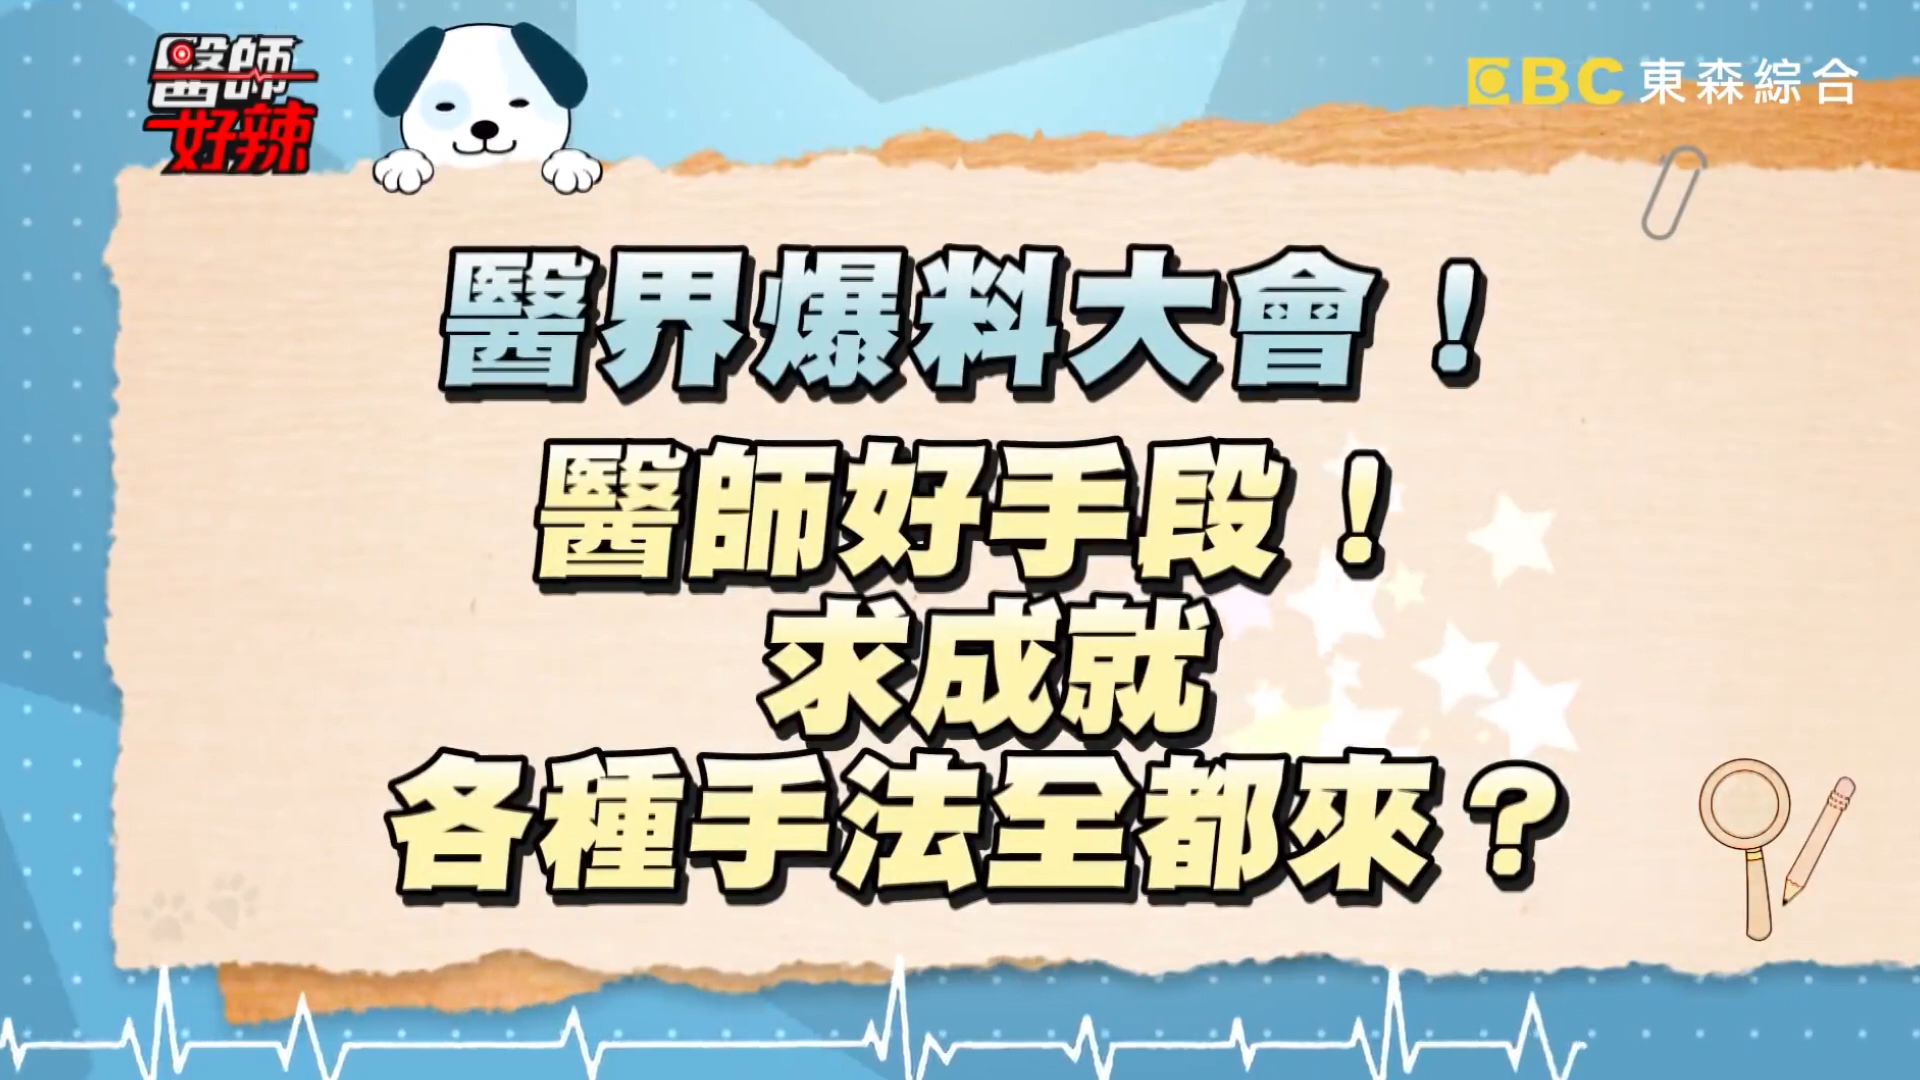 醫師
好辣
EBC 東森綜合
醫界爆料大會！
醫師好手段！
求成就
各種手法全都來？